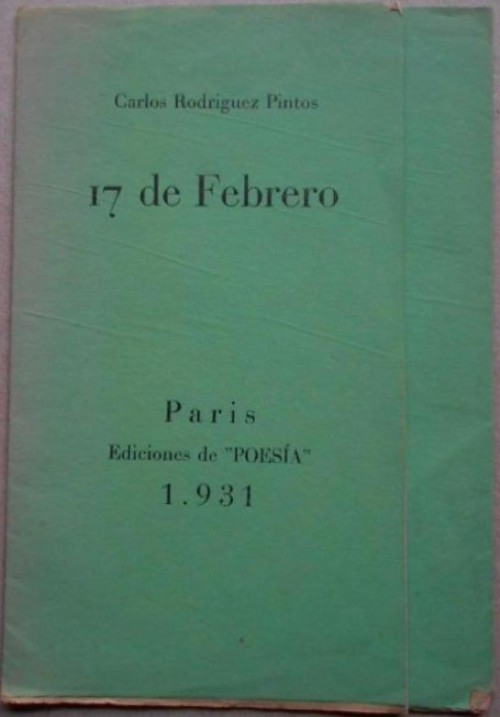 Carlos Rodriguez Pintos
17 de Febrero
Paris
Ediciones de "POESÍA"
1.931